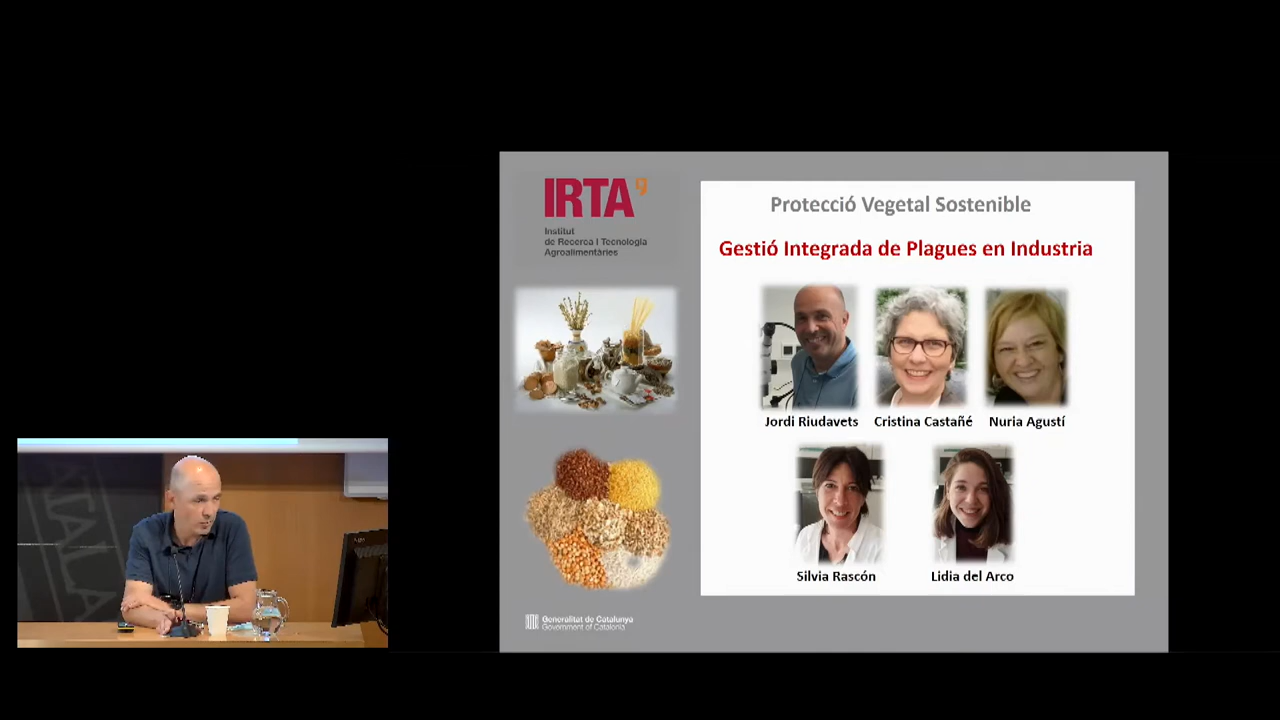 IRTA
Institut
de Recerca i Tecnologia
Agroalimentàries
Protecció Vegetal Sostenible
Gestió Integrada de Plagues en Industria
Jordi Riudavets
Cristina Castañé
Nuria Agustí
Silvia Rascón
Lidia del Arco
Generalitat de Catalunya
Government of Catalonia
ATALA